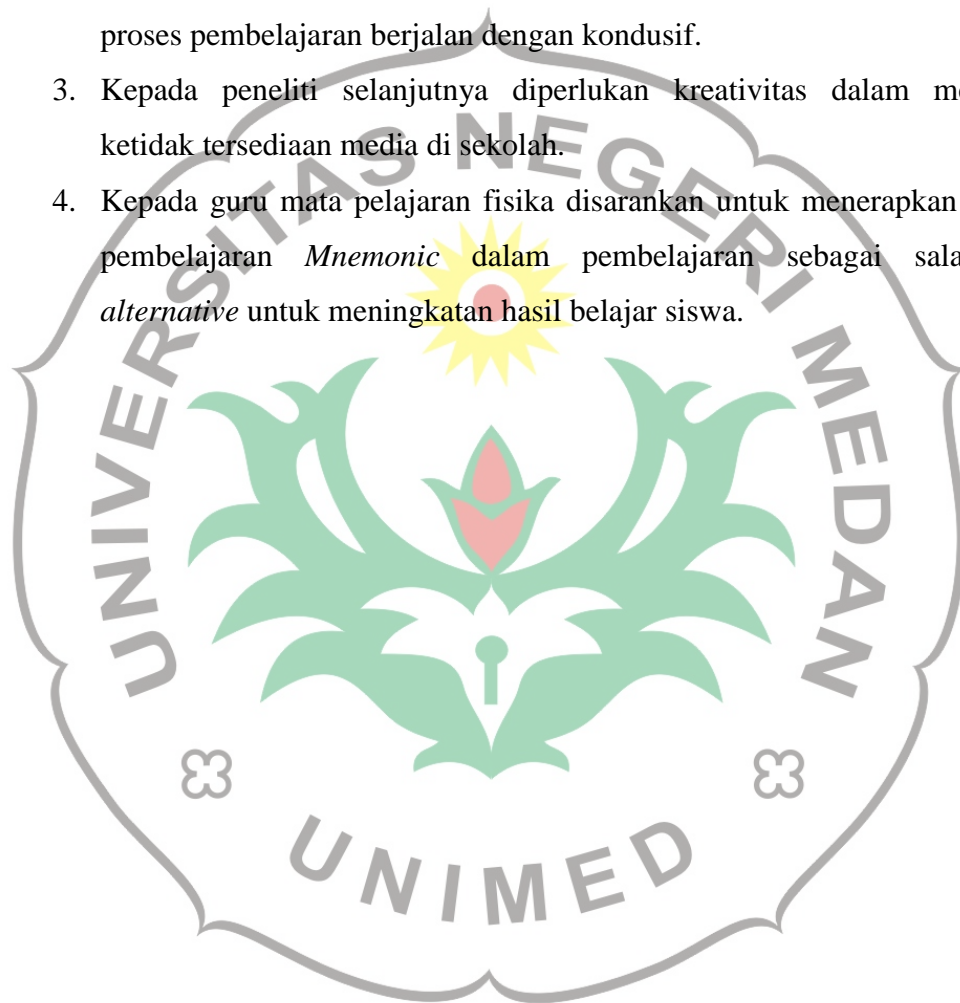 proses pembelajaran berjalan dengan kondusif.
3. Kepada peneliti selanjutnya diperlukan kreativitas dalam
ketidak tersediaan media di sekolah.
4. Kepada guru mata pelajaran fisika disarankan untuk menerapkan
pembelajaran Mnemonic dalam pembelajaran sebagai
alternative untuk meningkatan hasil belajar siswa.
UNIVERSITAS NEGERI MEDAN
UNIMED